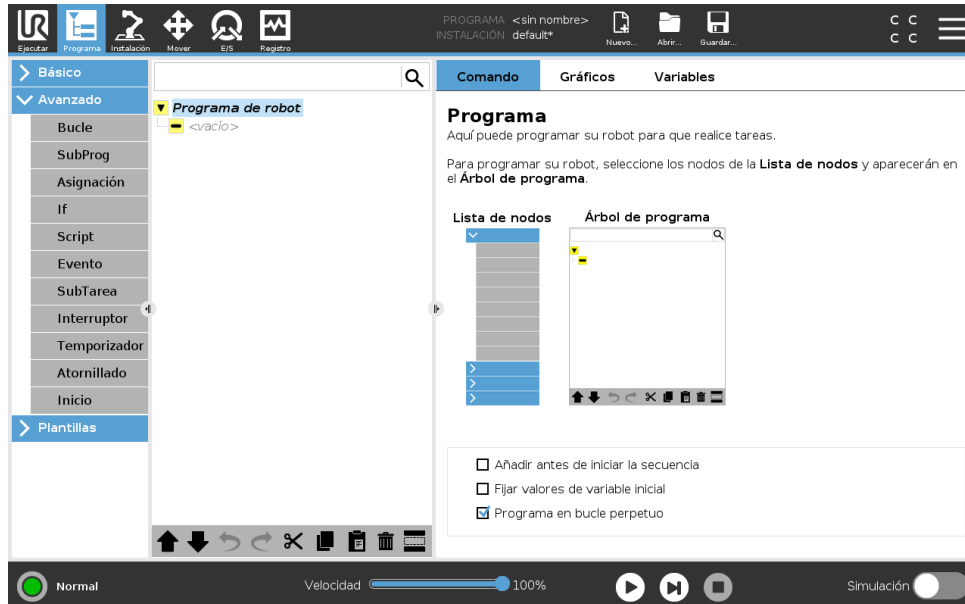 UR
PROGRAMA <sin nombre>
INSTALACIÓN default*
C C
C C
Ejecutar Programa Instalación Mover E/S Registro
Nuevo... Abrir... Guardar...
Básico
Avanzado
Bucle
SubProg
Asignación
If
Script
Evento
SubTarea
Interruptor
Temporizador
Atornillado
Inicio
Plantillas
Programa de robot
<vacío>
Comando Gráficos Variables
Programa
Aquí puede programar su robot para que realice tareas.
Para programar su robot, seleccione los nodos de la Lista de nodos y aparecerán en
el Árbol de programa.
Lista de nodos Árbol de programa
Añadir antes de iniciar la secuencia
Fijar valores de variable inicial
Programa en bucle perpetuo
Normal Velocidad 100% Simulación